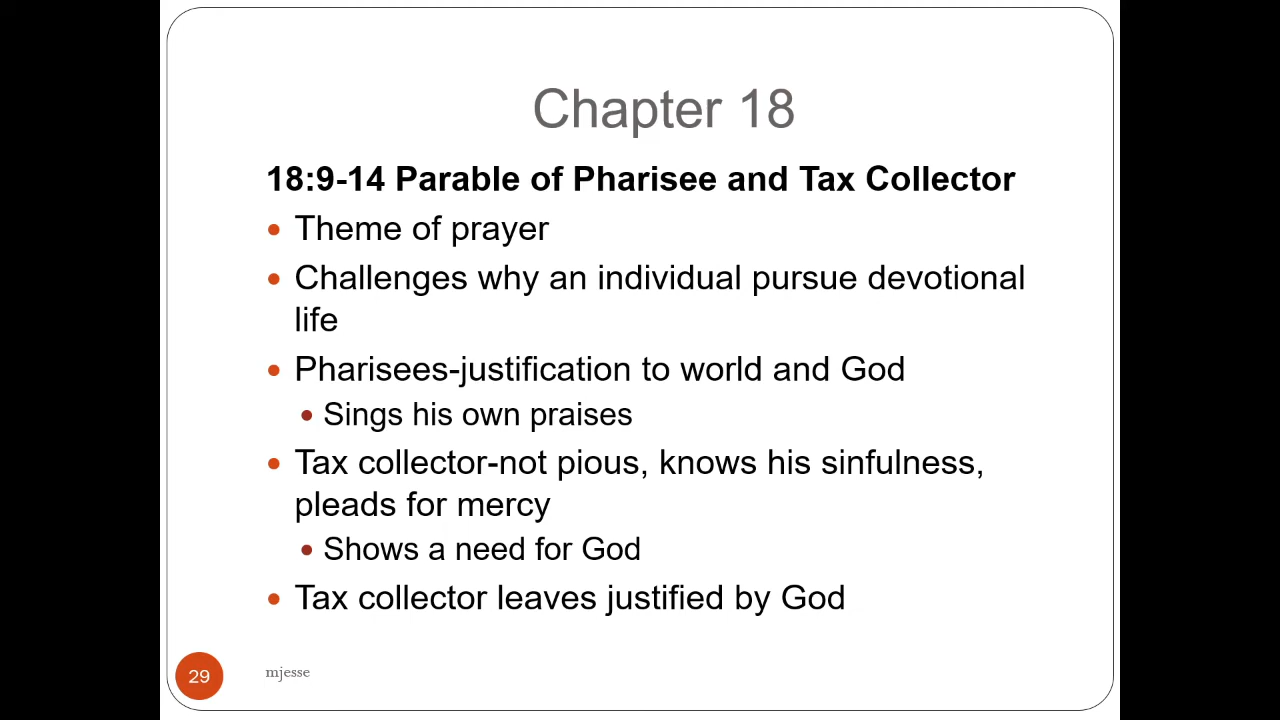 Chapter 18
18:9-14 Parable of Pharisee and Tax Collector
• Theme of prayer
• Challenges why an individual pursue devotional
life
• Pharisees-justification to world and God
• Sings his own praises
• Tax collector-not pious, knows his sinfulness,
pleads for mercy
• Shows a need for God
• Tax collector leaves justified by God
29
mjesse